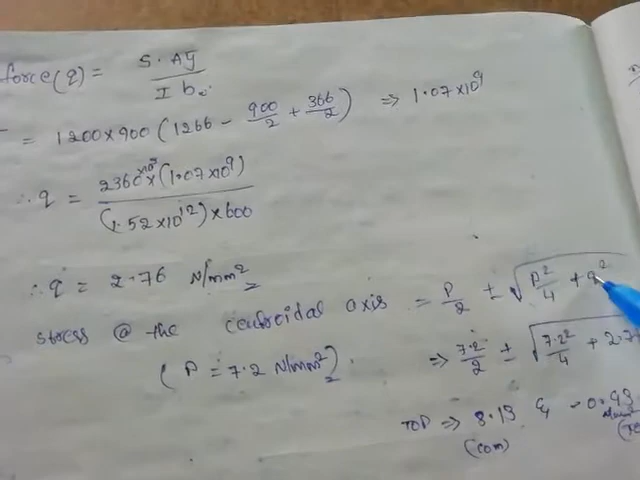 force (q) = S. Aȳ / I b.
= 1200 x 900 (1266 - 900/2 + 366/2) ⇒ 1.07 x 10⁹
∴ q = 2360 x 10³ x (1.07 x 10⁹) / (1.52 x 10¹²) x 600
∴ q = 2.76 N/mm²
stress @ the centroidal axis = P/2 ± √(P²/4 + q²)
(P = 7.2 N/mm²) ⇒ 7.2/2 ± √(7.2²/4 + 2.7
TOP ⇒ 8.13 & -0.93
(com)